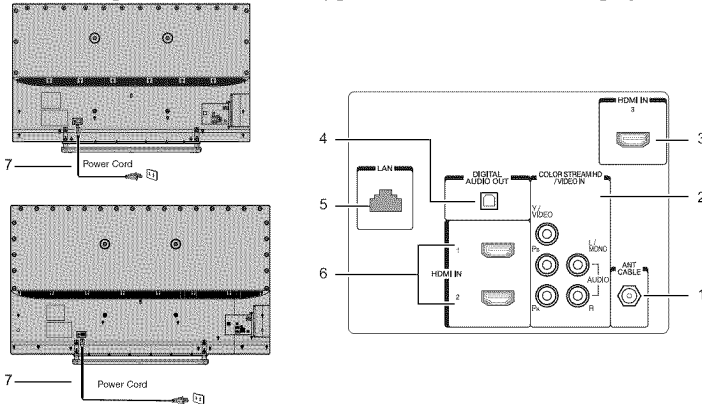 7
Power Cord
7
Power Cord
HDMI IN
3
3
4
DIGITAL
AUDIO OUT
COLOR STREAM HD
/ VIDEO IN
2
LAN
5
Y /
VIDEO
L /
MONO
PB
6
1
HDMI IN
2
AUDIO
PR
R
ANT
CABLE
1